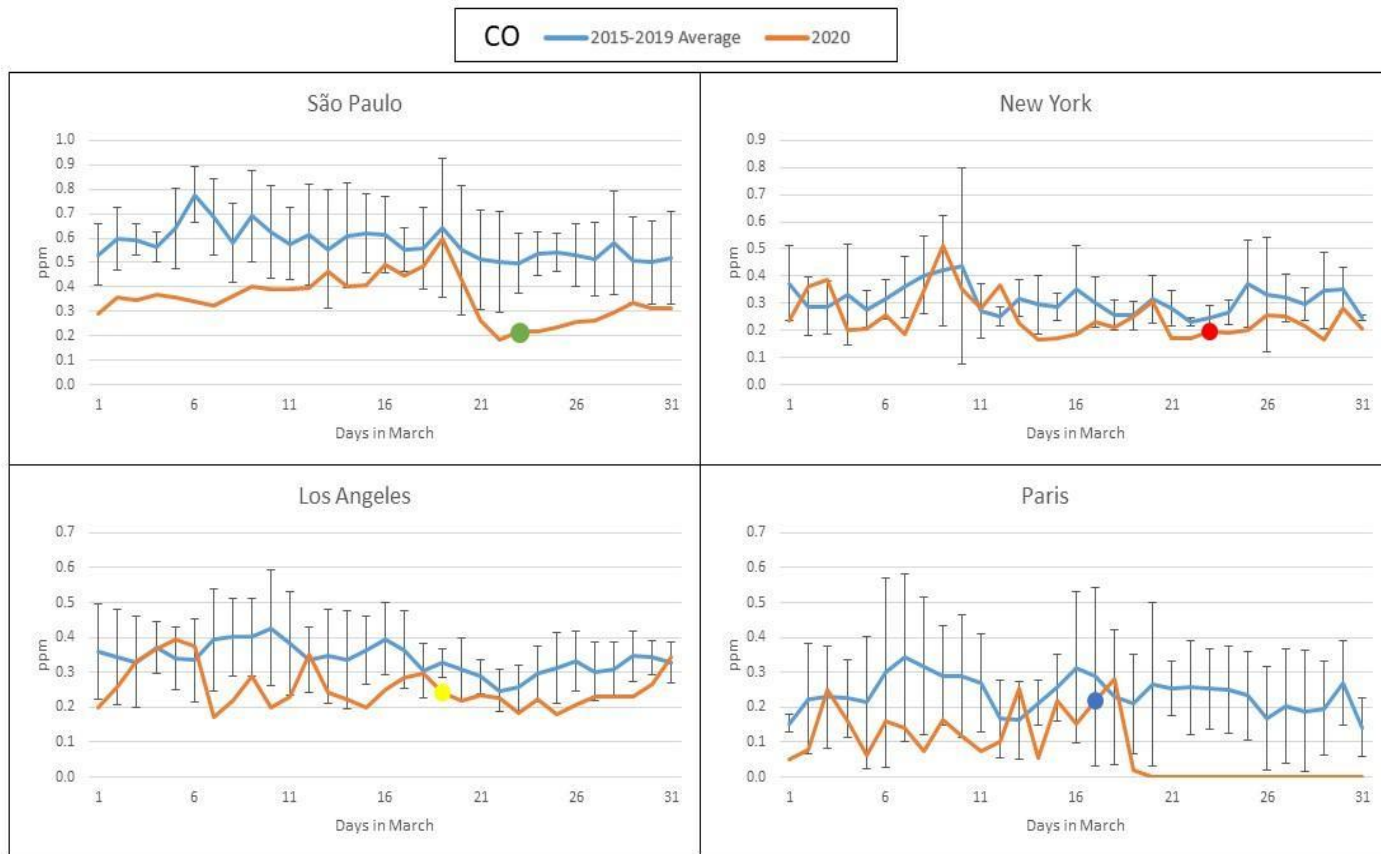 CO 2015-2019 Average 2020
São Paulo
1.0
0.9
0.8
0.7
0.6
0.5
0.4
0.3
0.2
0.1
0.0
ppm
1 6 11 16 21 26 31
Days in March
New York
0.9
0.8
0.7
0.6
0.5
0.4
0.3
0.2
0.1
0.0
ppm
1 6 11 16 21 26 31
Days in March
Los Angeles
0.7
0.6
0.5
0.4
0.3
0.2
0.1
0.0
ppm
1 6 11 16 21 26 31
Days in March
Paris
0.7
0.6
0.5
0.4
0.3
0.2
0.1
0.0
ppm
1 6 11 16 21 26 31
Days in March